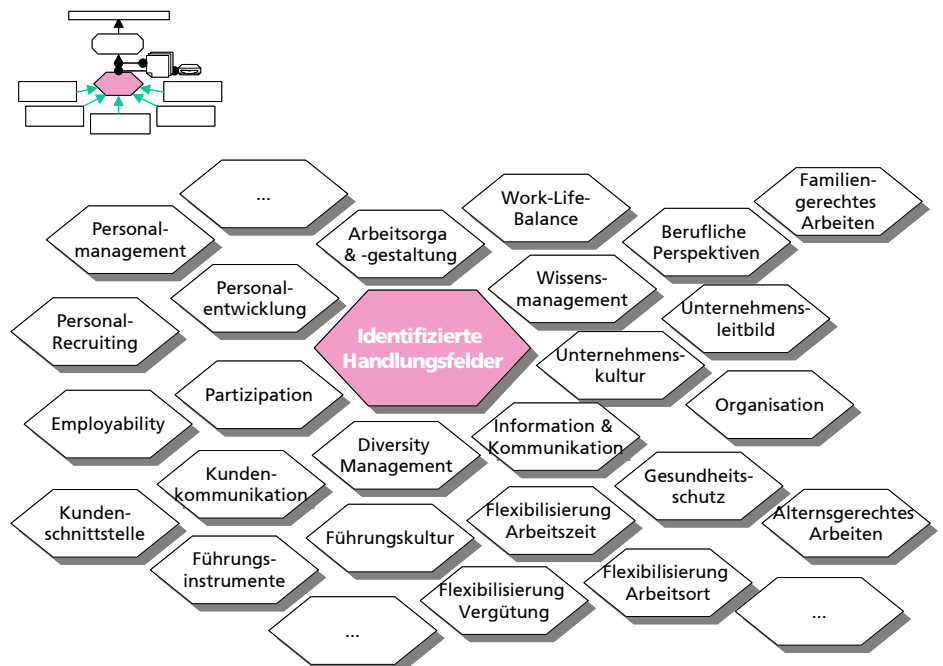 ...
Work-Life-
Balance
Familien-
gerechtes
Arbeiten
Personal-
management
Arbeitsorga
& -gestaltung
Berufliche
Perspektiven
Personal-
entwicklung
Wissens-
management
Unternehmens-
leitbild
Personal-
Recruiting
Identifizierte
Handlungsfelder
Unternehmens-
kultur
Partizipation
Organisation
Employability
Diversity
Management
Information &
Kommunikation
Kunden-
kommunikation
Gesundheits-
schutz
Kunden-
schnittstelle
Führungskultur
Flexibilisierung
Arbeitszeit
Alternsgerechtes
Arbeiten
Führungs-
instrumente
Flexibilisierung
Vergütung
Flexibilisierung
Arbeitsort
...
...